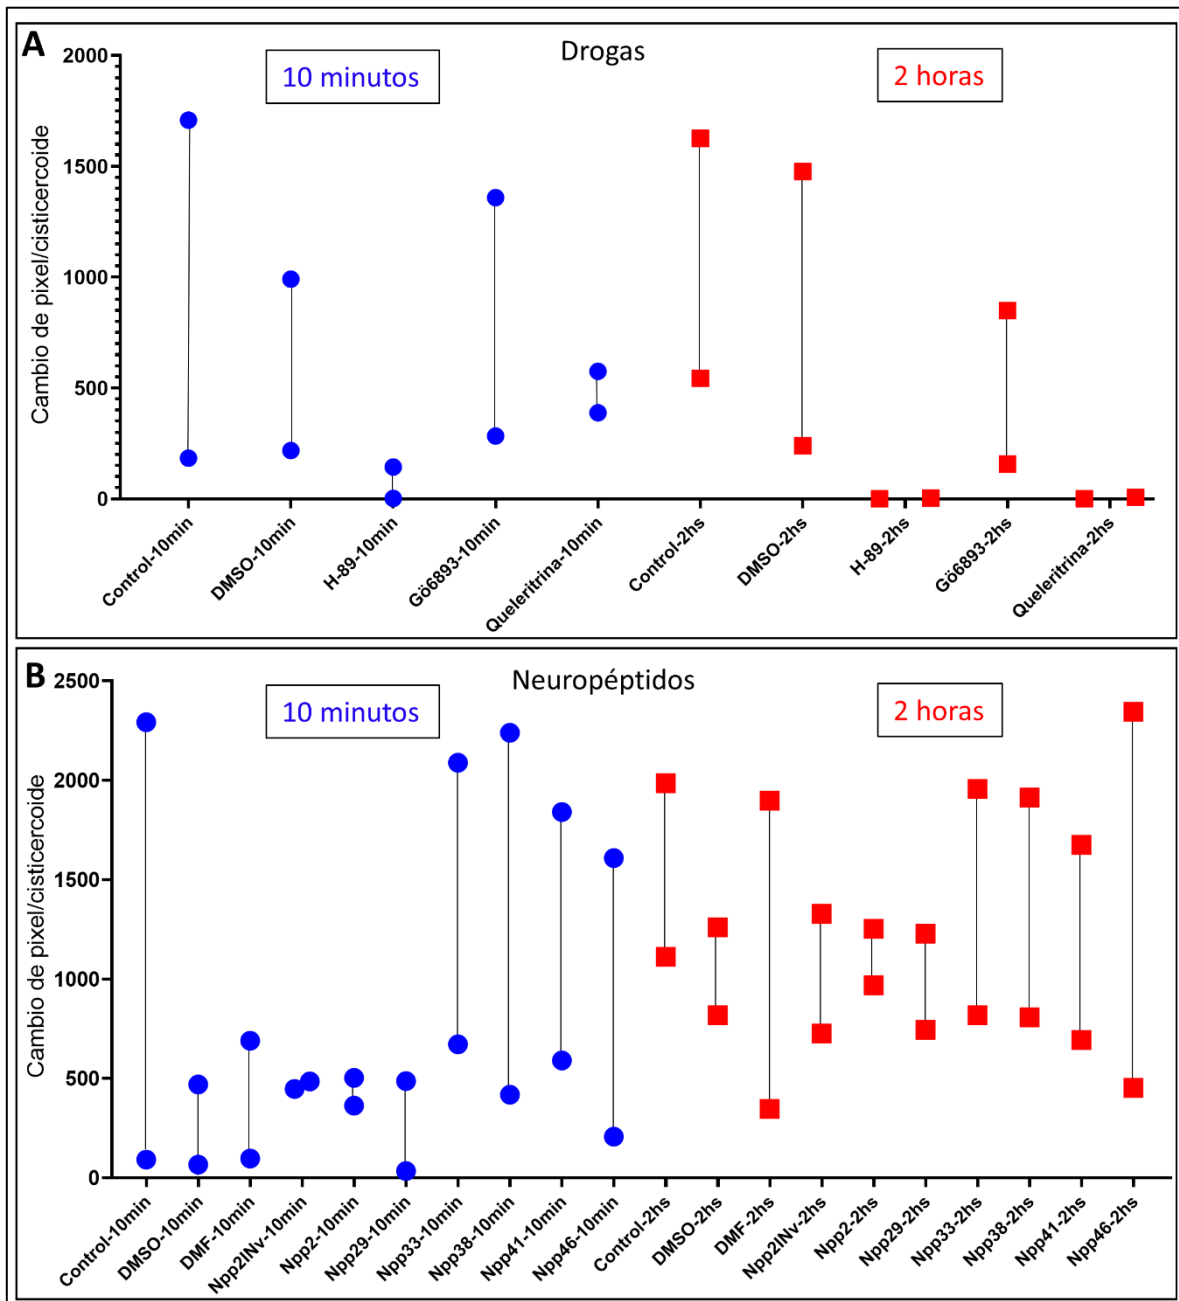 A
Drogas
10 minutos
2 horas
Cambio de pixel/cisticercoide
2000
1500
1000
500
0
Control-10min
DMSO-10min
H-89-10min
Gö6893-10min
Queleritrina-10min
Control-2hs
DMSO-2hs
H-89-2hs
Gö6893-2hs
Queleritrina-2hs
B
Neuropéptidos
10 minutos
2 horas
Cambio de pixel/cisticercoide
2500
2000
1500
1000
500
0
Control-10min
DMSO-10min
DMF-10min
Npp2INv-10min
Npp2-10min
Npp29-10min
Npp33-10min
Npp38-10min
Npp41-10min
Npp46-10min
Control-2hs
DMSO-2hs
DMF-2hs
Npp2INv-2hs
Npp2-2hs
Npp29-2hs
Npp33-2hs
Npp38-2hs
Npp41-2hs
Npp46-2hs